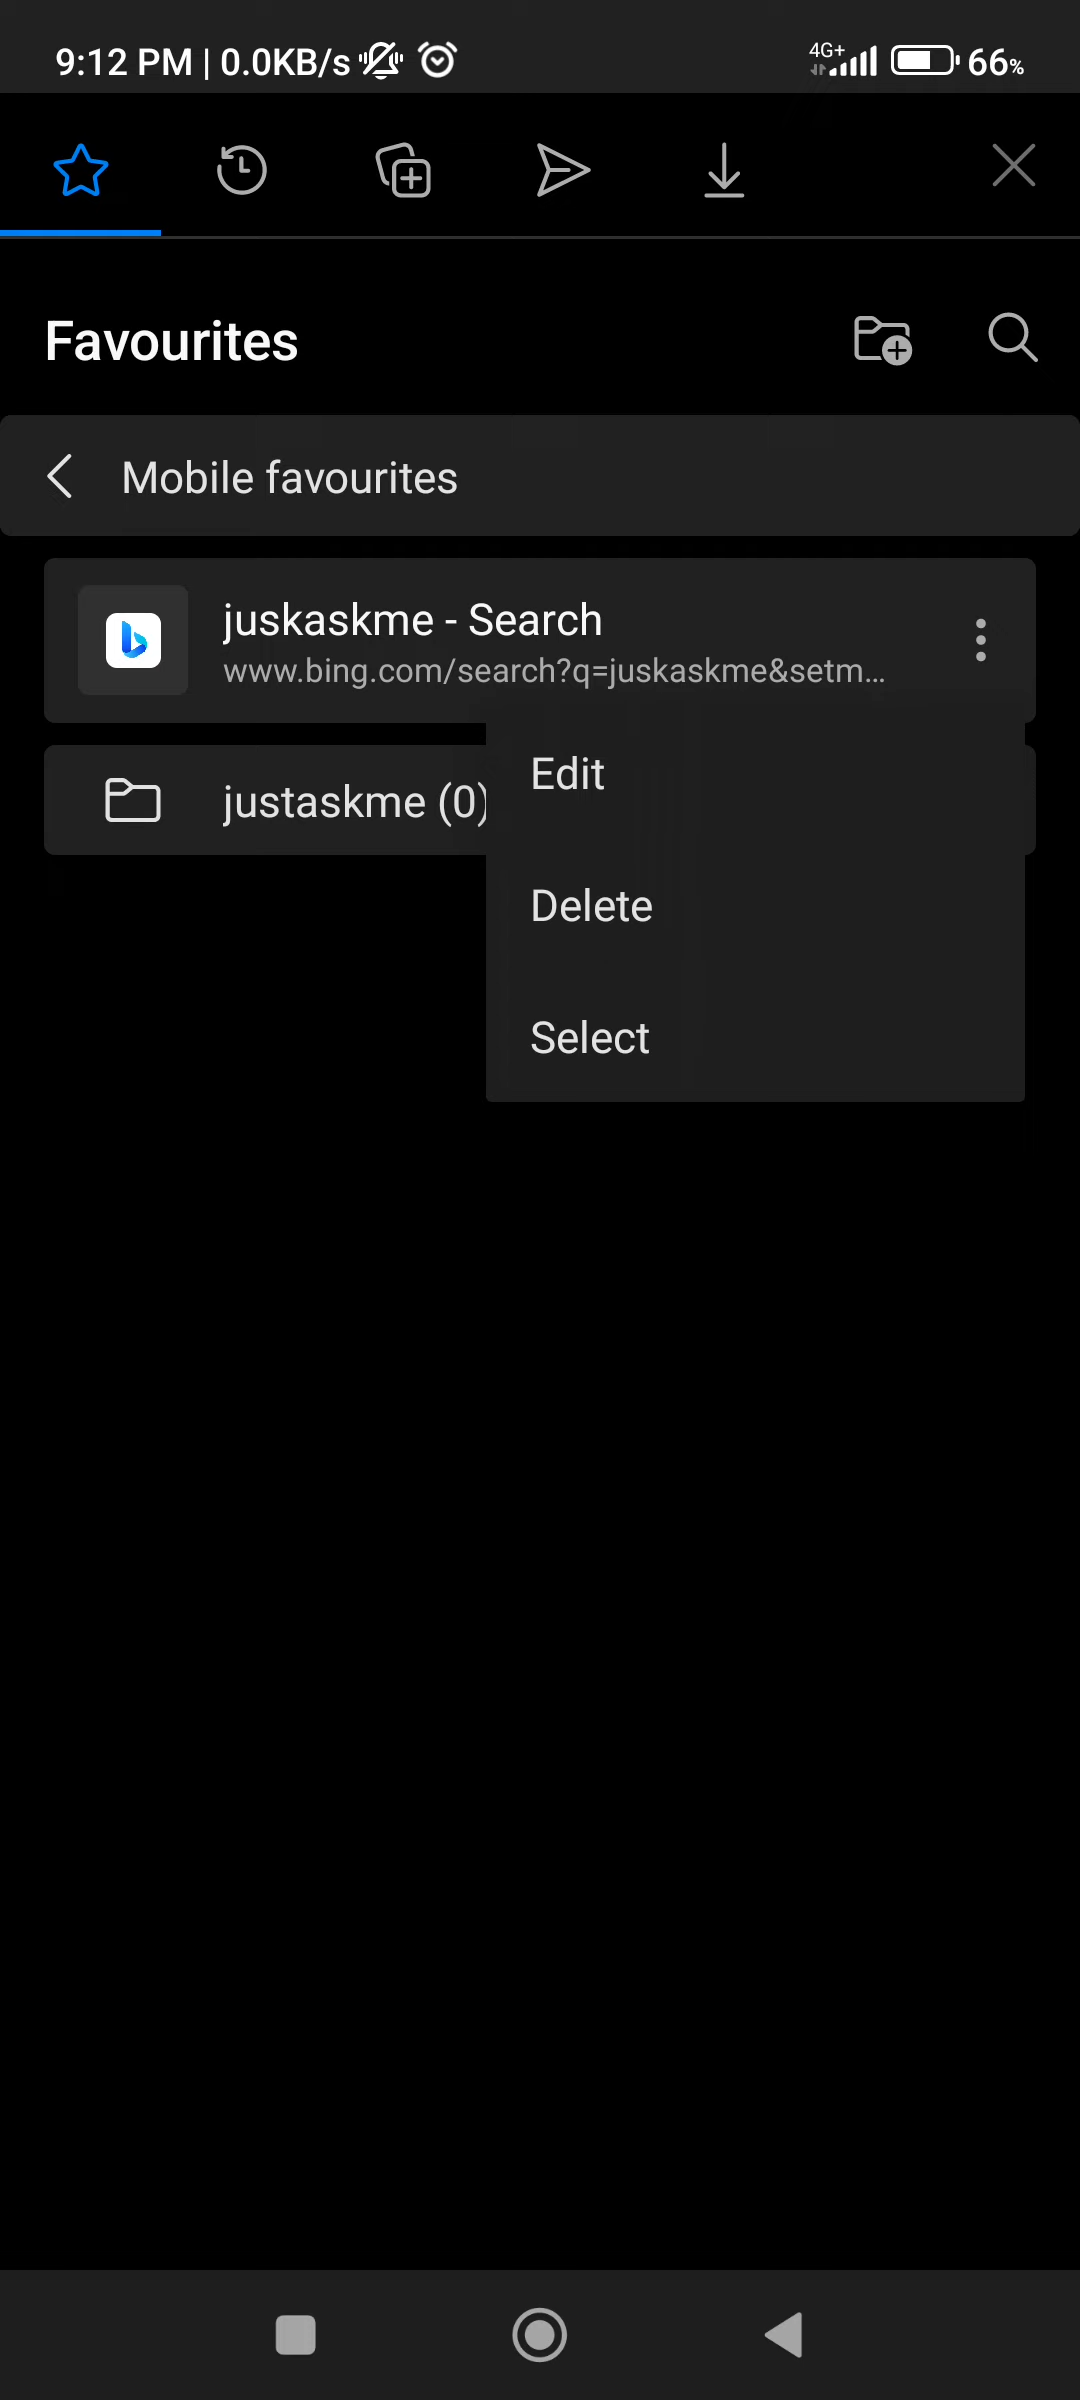 9:12 PM | 0.0KB/s
4G+
66%
Favourites
Mobile favourites
juskaskme - Search
www.bing.com/search?q=juskaskme&setm...
justaskme (0)
Edit
Delete
Select